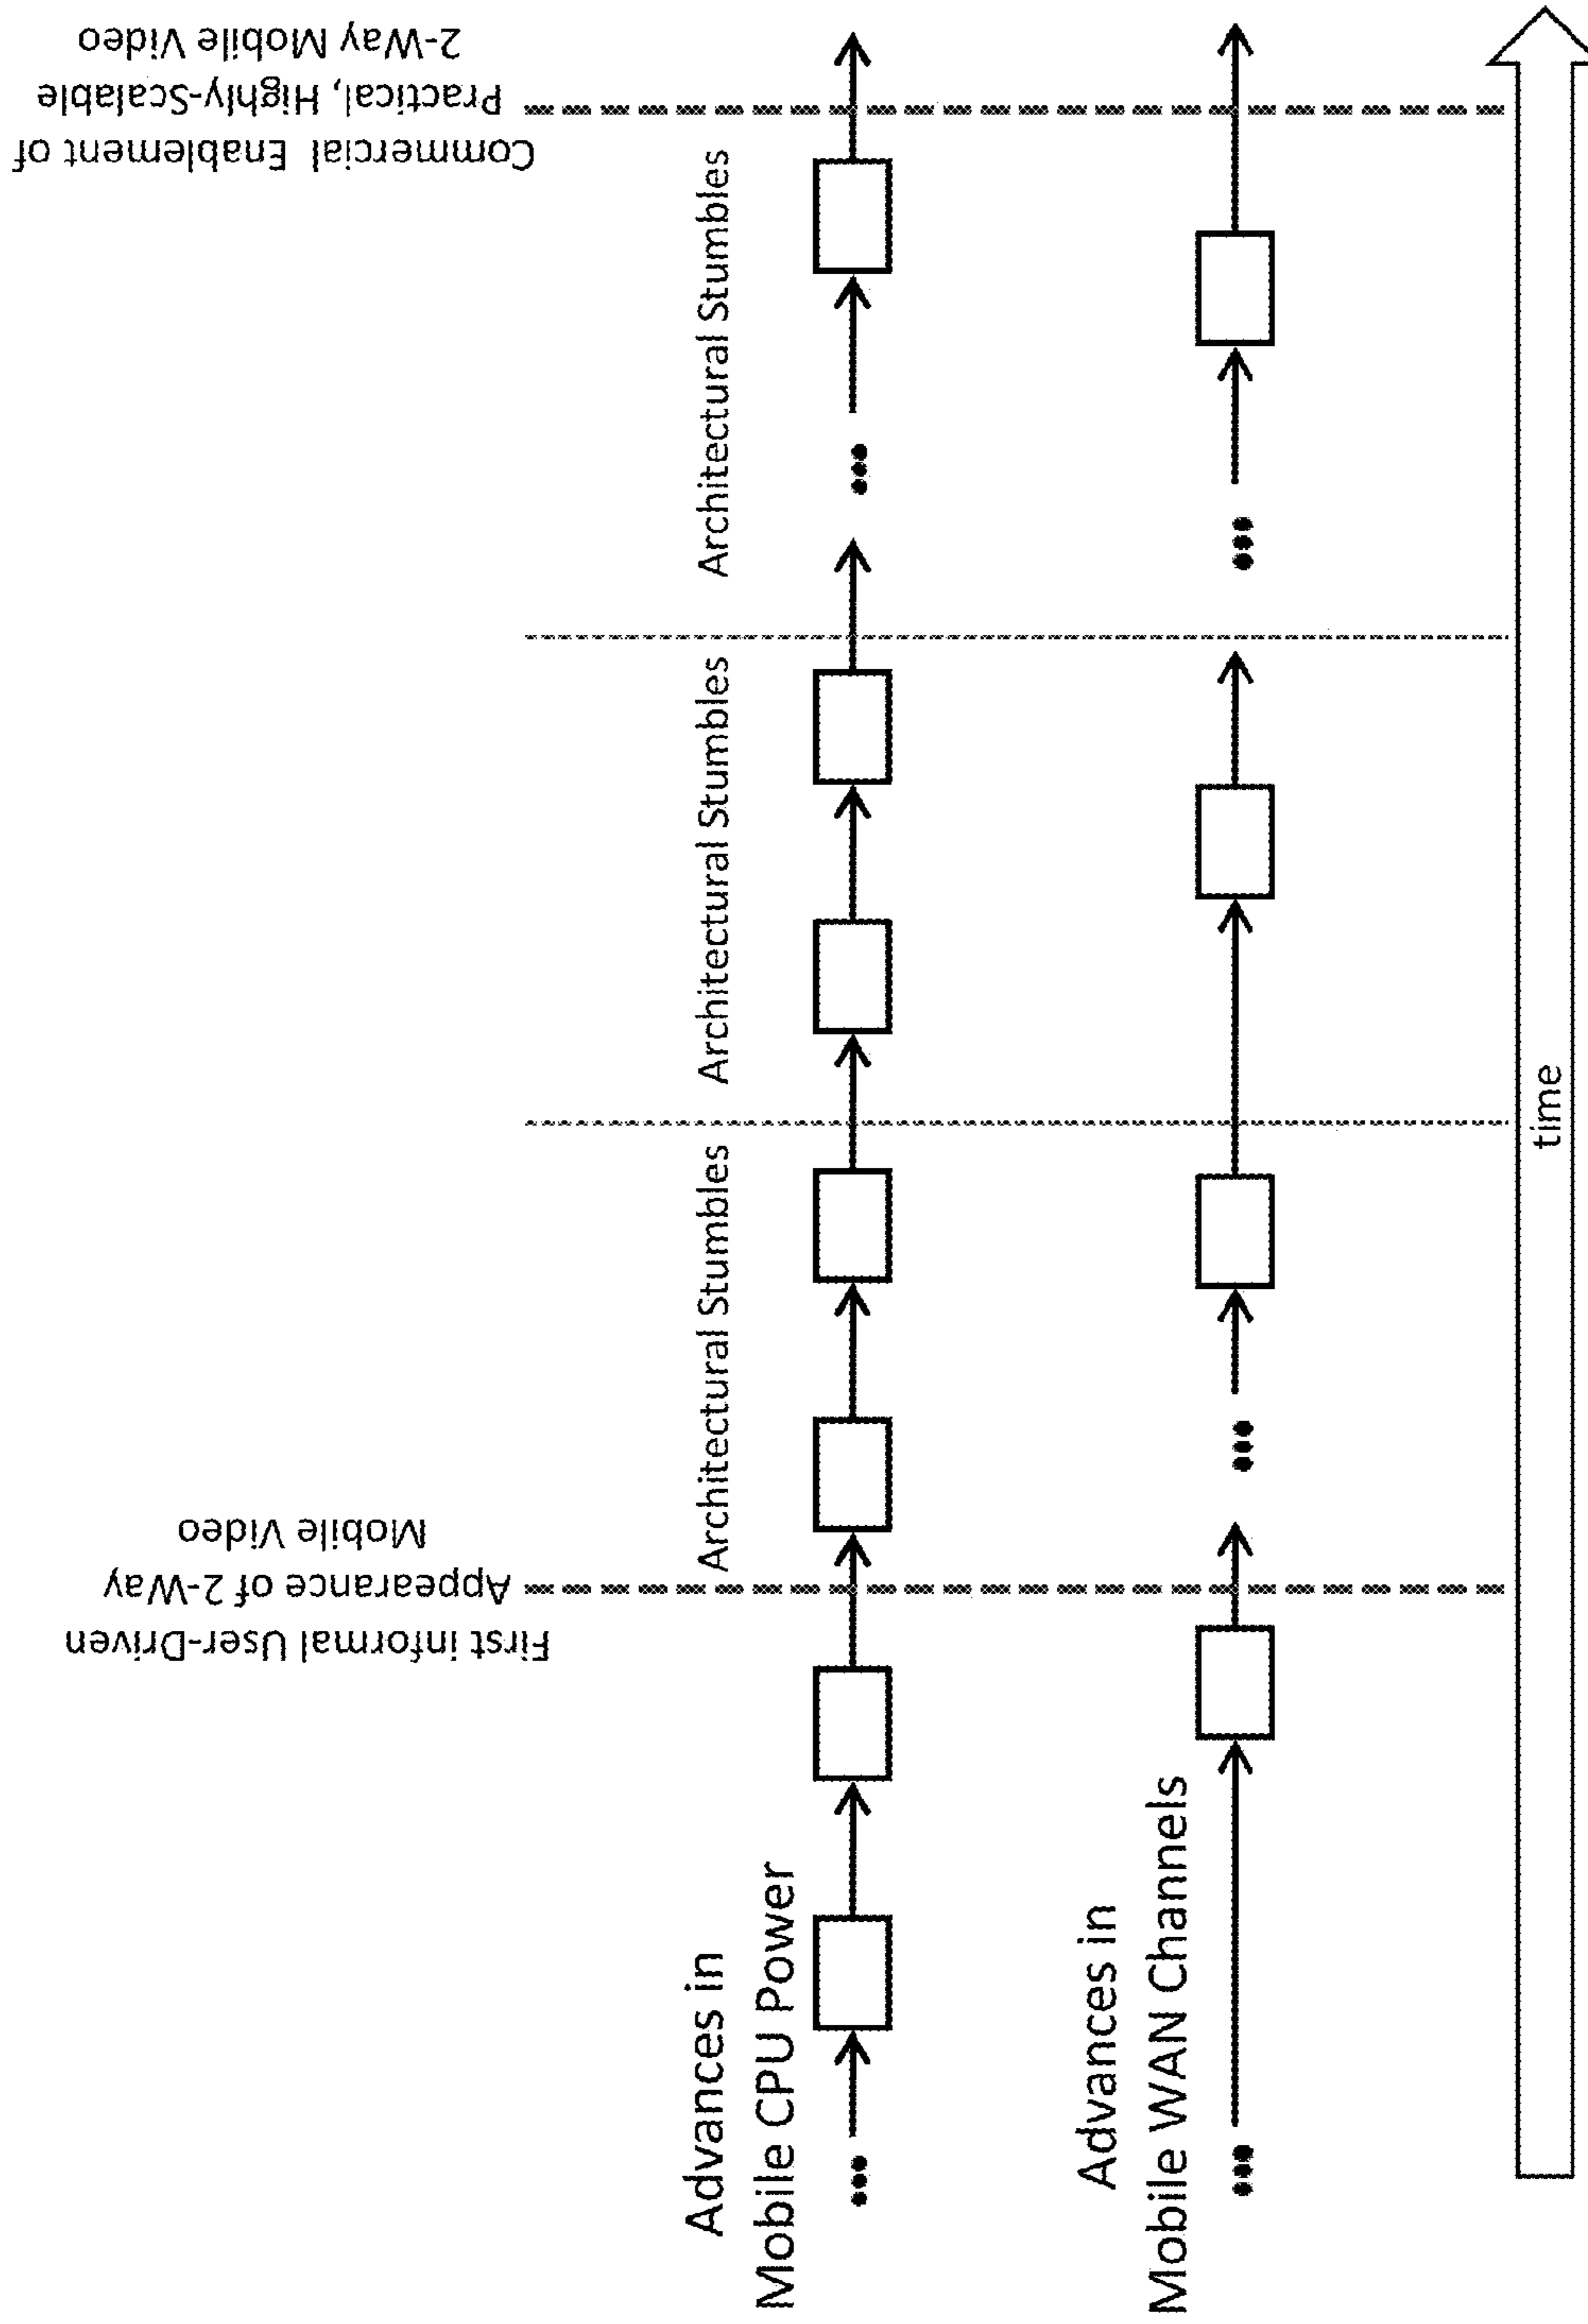 First informal User-Driven
Appearance of 2-Way
Mobile Video
Commercial Enablement of
Practical, Highly-Scalable
2-Way Mobile Video
Architectural Stumbles
Architectural Stumbles
Architectural Stumbles
Advances in
Mobile CPU Power
Advances in
Mobile WAN Channels
time